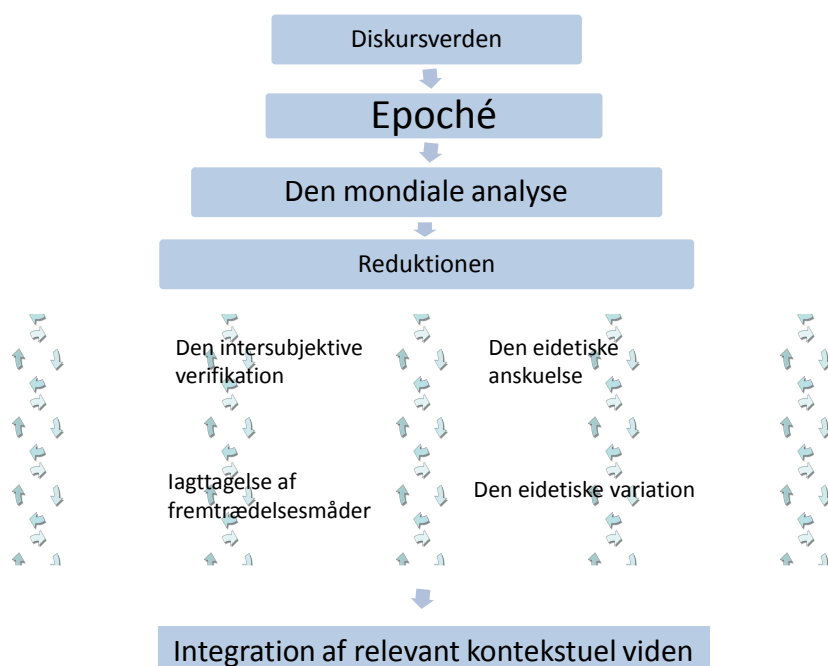 Diskursverden
Epoché
Den mondiale analyse
Reduktionen
Den intersubjektive
verifikation
Den eidetiske
anskuelse
Iagttagelse af
fremtrædelsesmåder
Den eidetiske variation
Integration af relevant kontekstuel viden